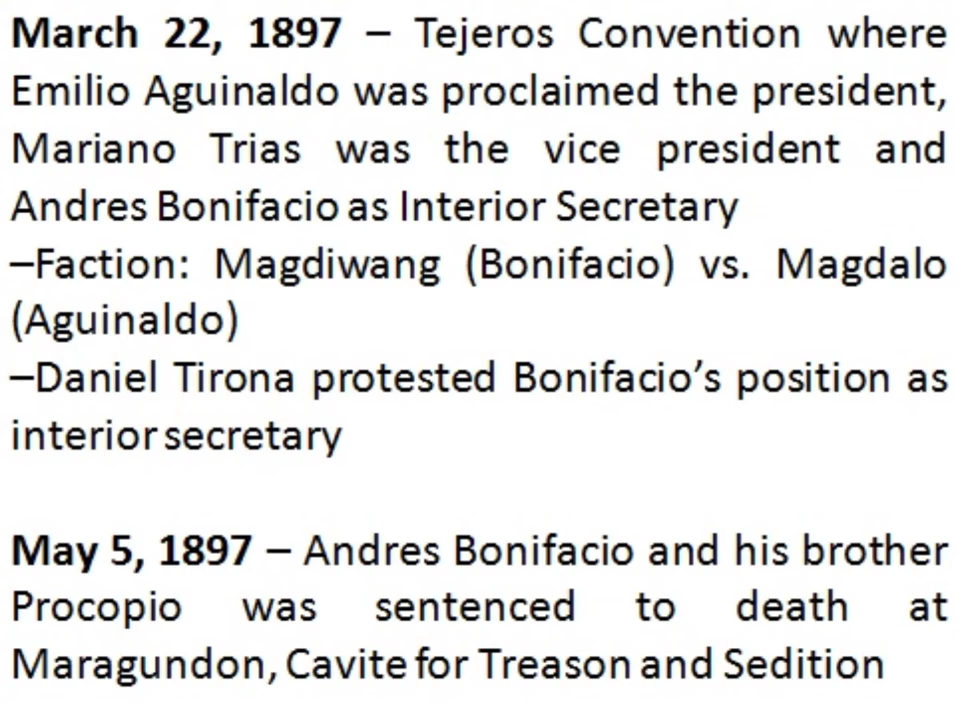 March 22, 1897 – Tejeros Convention where
Emilio Aguinaldo was proclaimed the president,
Mariano Trias was the vice president and
Andres Bonifacio as Interior Secretary
–Faction: Magdiwang (Bonifacio) vs. Magdalo
(Aguinaldo)
–Daniel Tirona protested Bonifacio’s position as
interior secretary
May 5, 1897 – Andres Bonifacio and his brother
Procopio was sentenced to death at
Maragundon, Cavite for Treason and Sedition